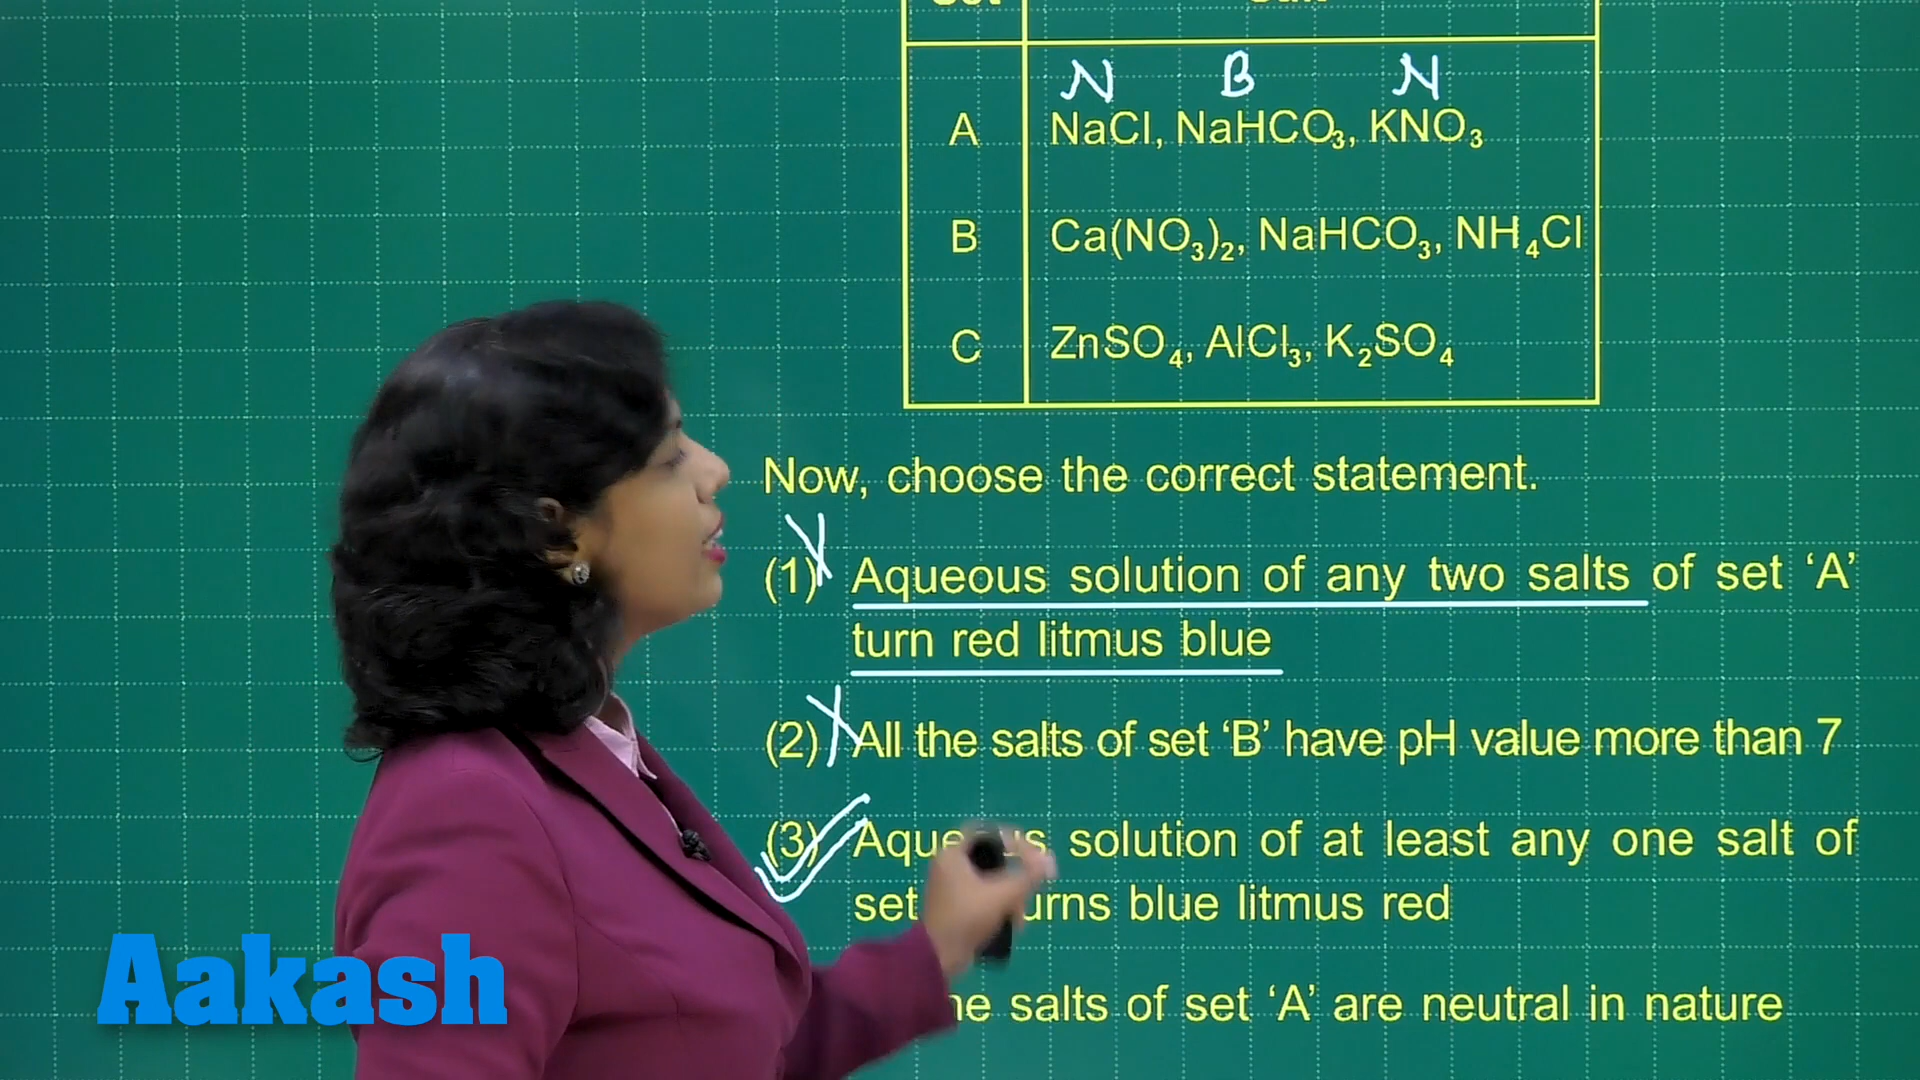 N B N
A NaCl, NaHCO₃, KNO₃
B Ca(NO₃)₂, NaHCO₃, NH₄Cl
C ZnSO₄, AlCl₃, K₂SO₄
Now, choose the correct statement.
(1) Aqueous solution of any two salts of set ‘A’
turn red litmus blue
(2) All the salts of set ‘B’ have pH value more than 7
(3) solution of at least any one salt of
set blue litmus red
salts of set ‘A’ are neutral in nature
Aakash